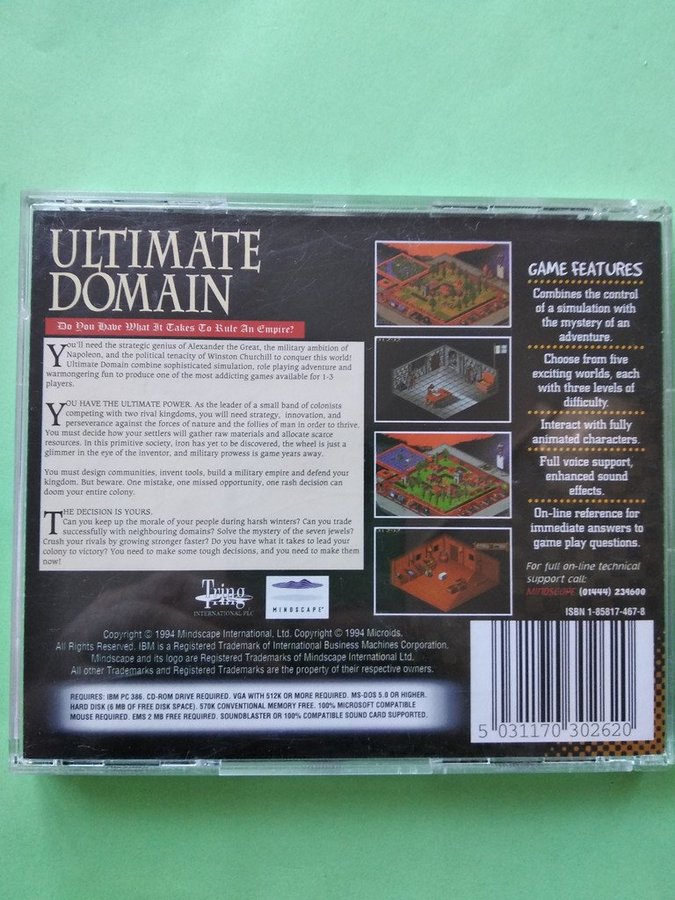 ULTIMATE
DOMAIN
Do You Have What It Takes To Rule An Empire?
You'll need the strategic genius of Alexander the Great, the military ambition of
Napoleon, and the political tenacity of Winston Churchill to conquer this world!
Ultimate Domain combine sophisticated simulation, role playing adventure and
warmongering fun to produce one of the most addicting games available for 1-3
players.
YOU HAVE THE ULTIMATE POWER. As the leader of a small band of colonists
competing with two rival kingdoms, you will need strategy, innovation, and
perseverance against the forces of nature and the follies of man in order to thrive.
You must decide how your settlers will gather raw materials and allocate scarce
resources. In this primitive society, iron has yet to be discovered, the wheel is just a
glimmer in the eye of the inventor, and military prowess is game years away.
You must design communities, invent tools, build a military empire and defend your
kingdom. But beware. One mistake, one missed opportunity, one rash decision can
doom your entire colony.
THE DECISION IS YOURS.
Can you keep up the morale of your people during harsh winters? Can you trade
successfully with neighbouring domains? Solve the mystery of the seven jewels?
Crush your rivals by growing stronger faster? Do you have what it takes to lead your
colony to victory? You need to make some tough decisions, and you need to make them
now!
GAME FEATURES
Combines the control
of a simulation with
the mystery of an
adventure.
Choose from five
exciting worlds, each
with three levels of
difficulty.
Interact with fully
animated characters.
Full voice support,
enhanced sound
effects.
On-line reference for
immediate answers to
game play questions.
For full on-line technical
support call:
MINDSCAPE (01444) 239600
ISBN 1-85817-467-8
Tring
INTERNATIONAL PLC
MINDSCAPE
Copyright © 1994 Mindscape International. Ltd. Copyright © 1994 Microids.
All Rights Reserved. IBM is a Registered Trademark of International Business Machines Corporation.
Mindscape and its logo are Registered Trademarks of Mindscape International Ltd.
All other Trademarks and Registered Trademarks are the property of their respective owners.
REQUIRES: IBM PC 386. CD-ROM DRIVE REQUIRED. VGA WITH 512K OR MORE REQUIRED. MS-DOS 5.0 OR HIGHER.
HARD DISK (6 MB OF FREE DISK SPACE). 570K CONVENTIONAL MEMORY FREE. 100% MICROSOFT COMPATIBLE
MOUSE REQUIRED. EMS 2 MB FREE REQUIRED. SOUNDBLASTER OR 100% COMPATIBLE SOUND CARD SUPPORTED.
5 031170 302620